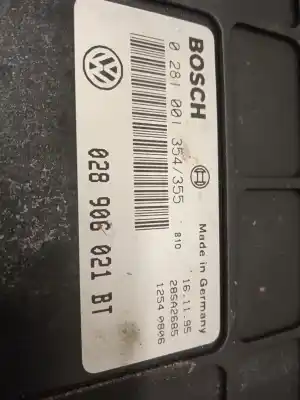 BOSCH
Made in Germany
0 281 001 354/355
810
16.11.95
28SA2685
1254 0806
028 906 021 BT